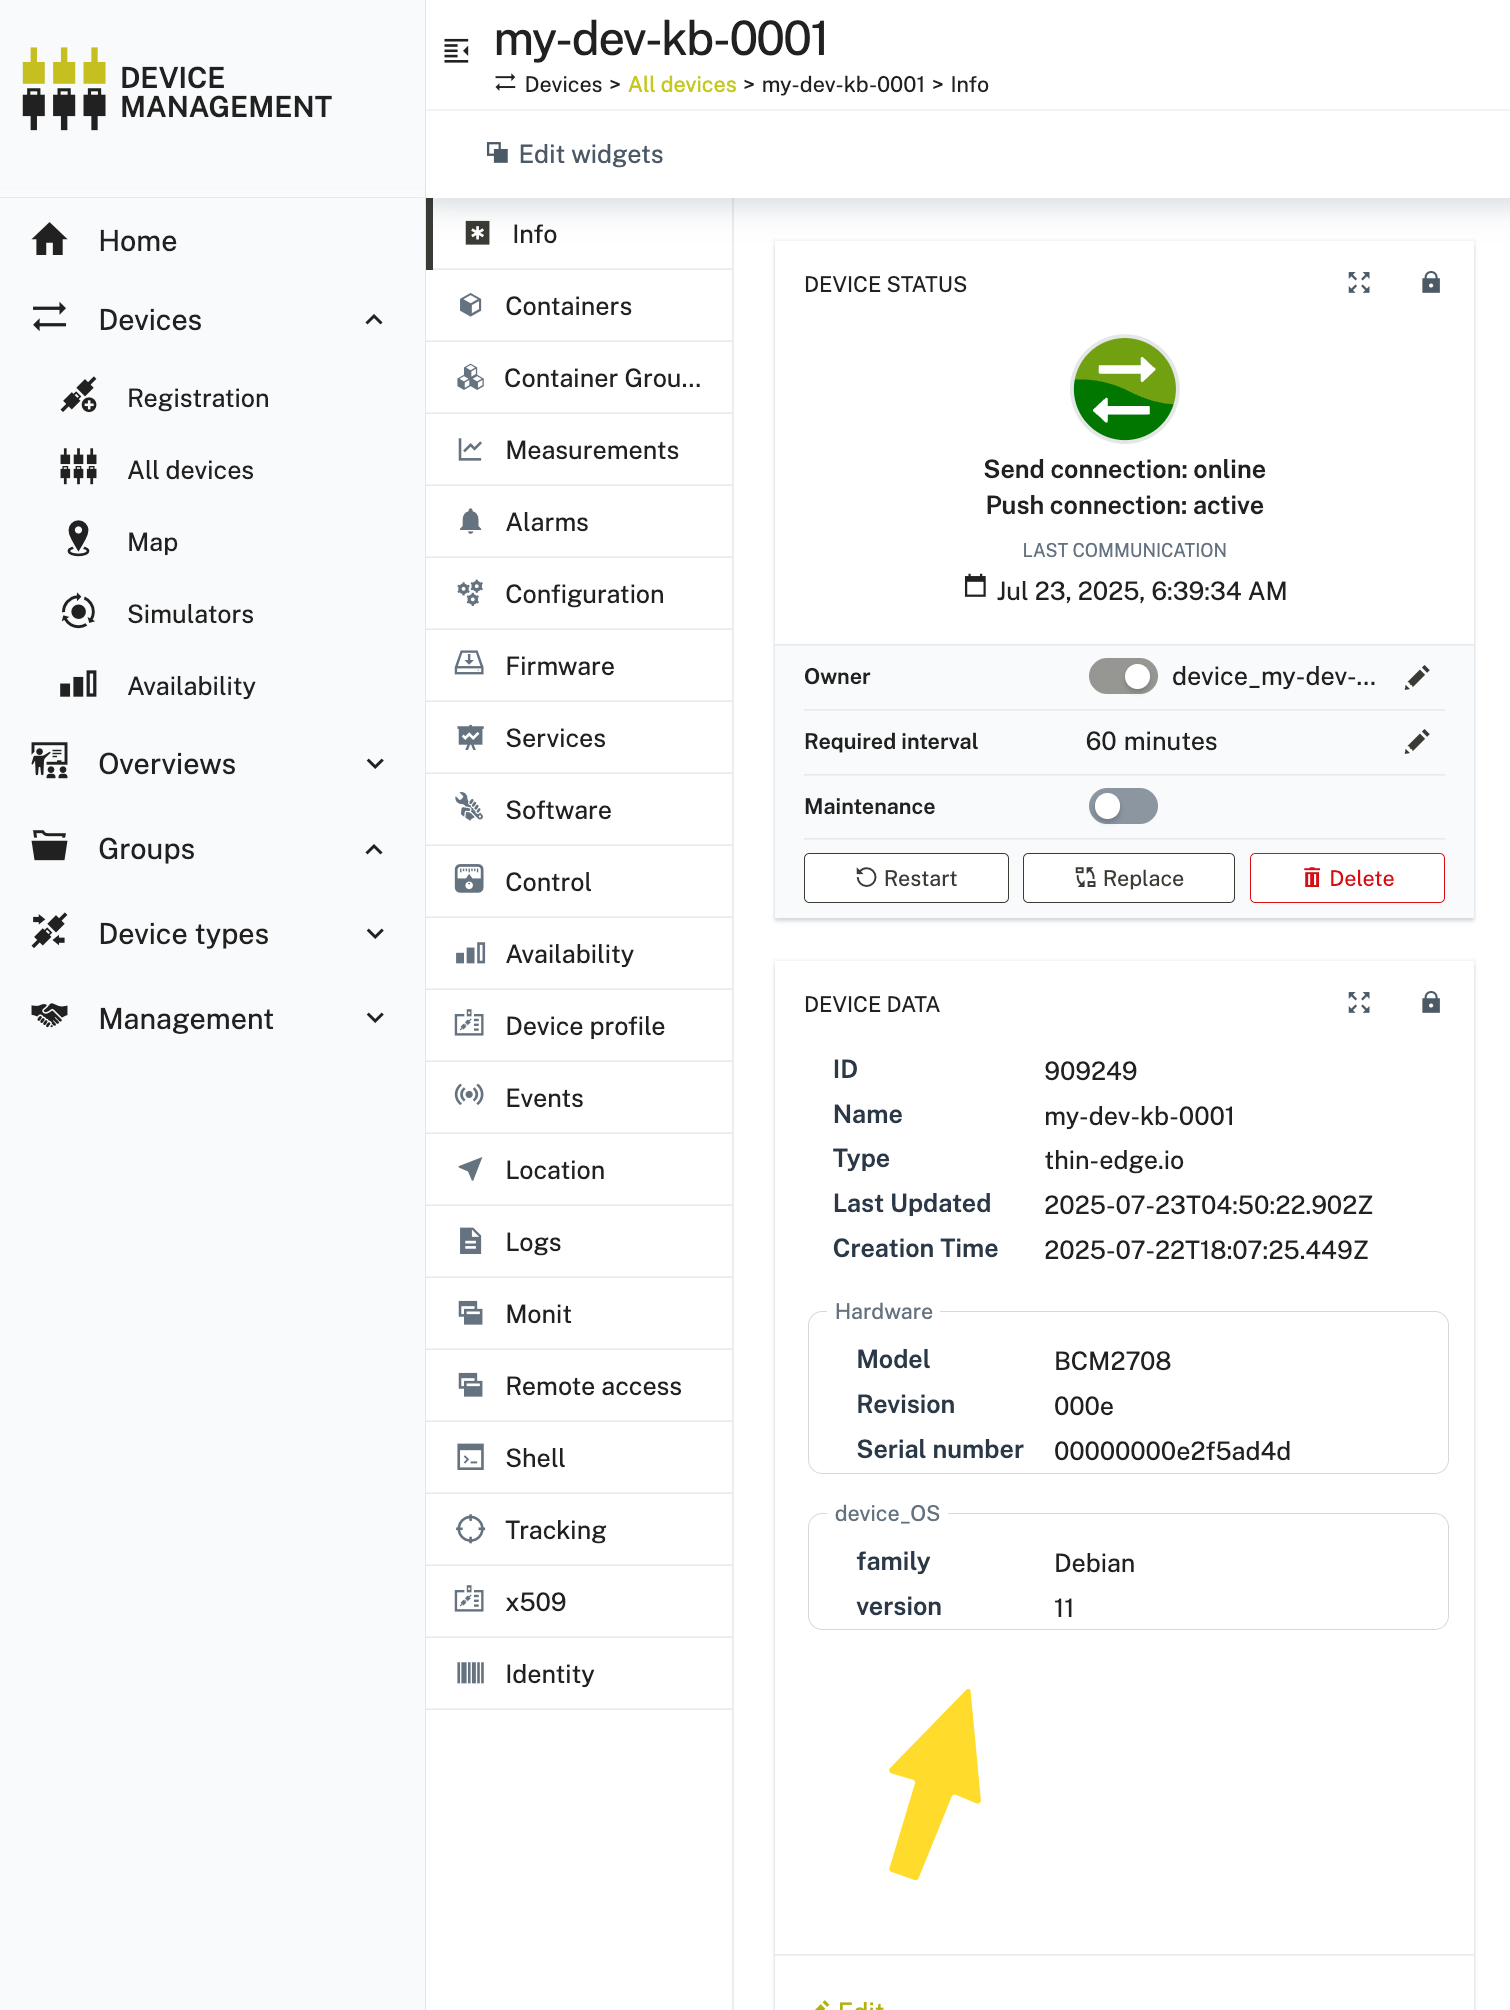 DEVICE
MANAGEMENT
Home
Devices
Registration
All devices
Map
Simulators
Availability
Overviews
Groups
Device types
Management
my-dev-kb-0001
Devices > All devices > my-dev-kb-0001 > Info
Edit widgets
Info
Containers
Container Grou...
Measurements
Alarms
Configuration
Firmware
Services
Software
Control
Availability
Device profile
Events
Location
Logs
Monit
Remote access
Shell
Tracking
x509
Identity
DEVICE STATUS
Send connection: online
Push connection: active
LAST COMMUNICATION
Jul 23, 2025, 6:39:34 AM
Owner device_my-dev-...
Required interval 60 minutes
Maintenance
Restart Replace Delete
DEVICE DATA
ID 909249
Name my-dev-kb-0001
Type thin-edge.io
Last Updated 2025-07-23T04:50:22.902Z
Creation Time 2025-07-22T18:07:25.449Z
Hardware
Model BCM2708
Revision 000e
Serial number 00000000e2f5ad4d
device_OS
family Debian
version 11
Edit